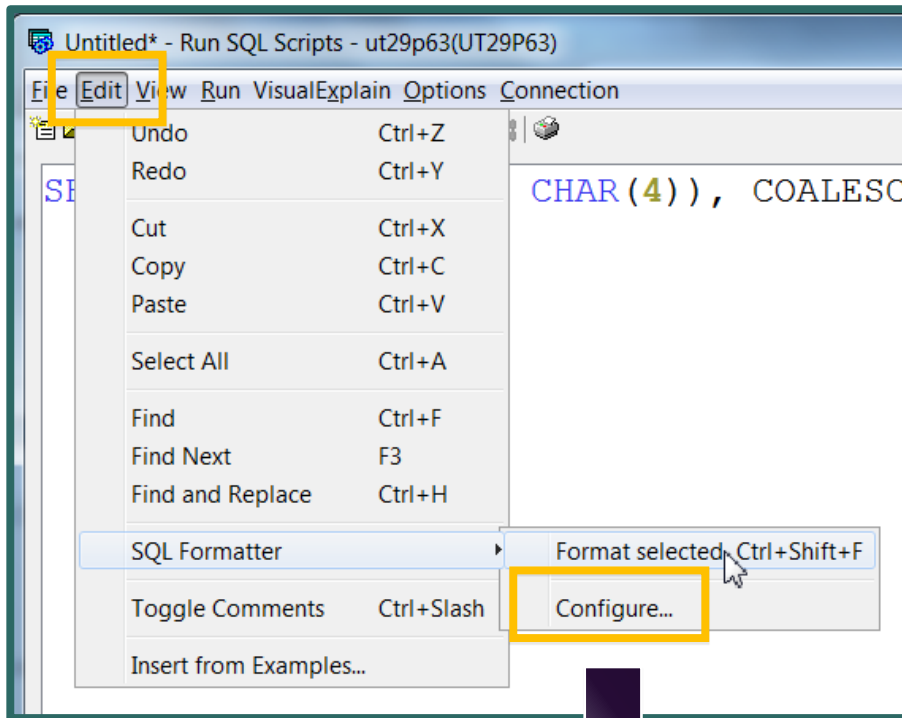 Untitled* - Run SQL Scripts - ut29p63(UT29P63)
File Edit View Run VisualExplain Options Connection
CHAR(4)), COALESC
Undo Ctrl+Z
Redo Ctrl+Y
Cut Ctrl+X
Copy Ctrl+C
Paste Ctrl+V
Select All Ctrl+A
Find Ctrl+F
Find Next F3
Find and Replace Ctrl+H
SQL Formatter Format selected Ctrl+Shift+F
Toggle Comments Ctrl+Slash Configure...
Insert from Examples...